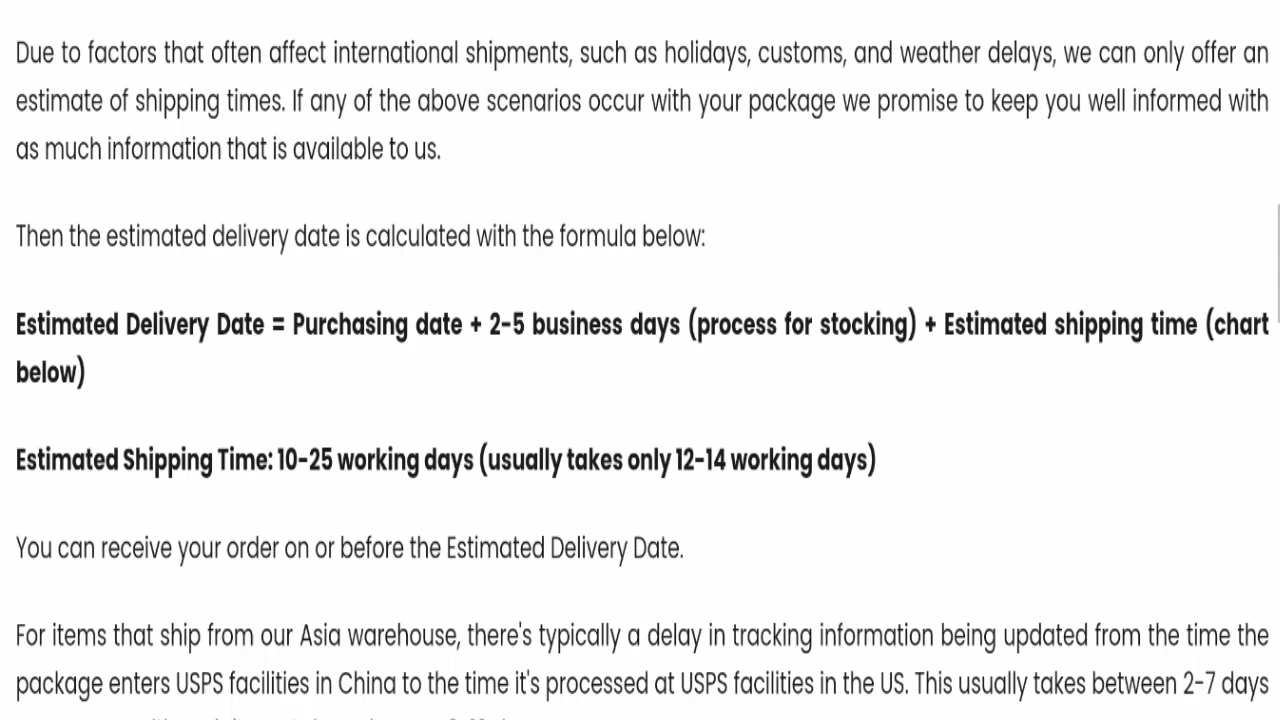 Due to factors that often affect international shipments, such as holidays, customs, and weather delays, we can only offer an
estimate of shipping times. If any of the above scenarios occur with your package we promise to keep you well informed with
as much information that is available to us.
Then the estimated delivery date is calculated with the formula below:
Estimated Delivery Date = Purchasing date + 2-5 business days (process for stocking) + Estimated shipping time (chart
below)
Estimated Shipping Time: 10-25 working days (usually takes only 12-14 working days)
You can receive your order on or before the Estimated Delivery Date.
For items that ship from our Asia warehouse, there's typically a delay in tracking information being updated from the time the
package enters USPS facilities in China to the time it's processed at USPS facilities in the US. This usually takes between 2-7 days